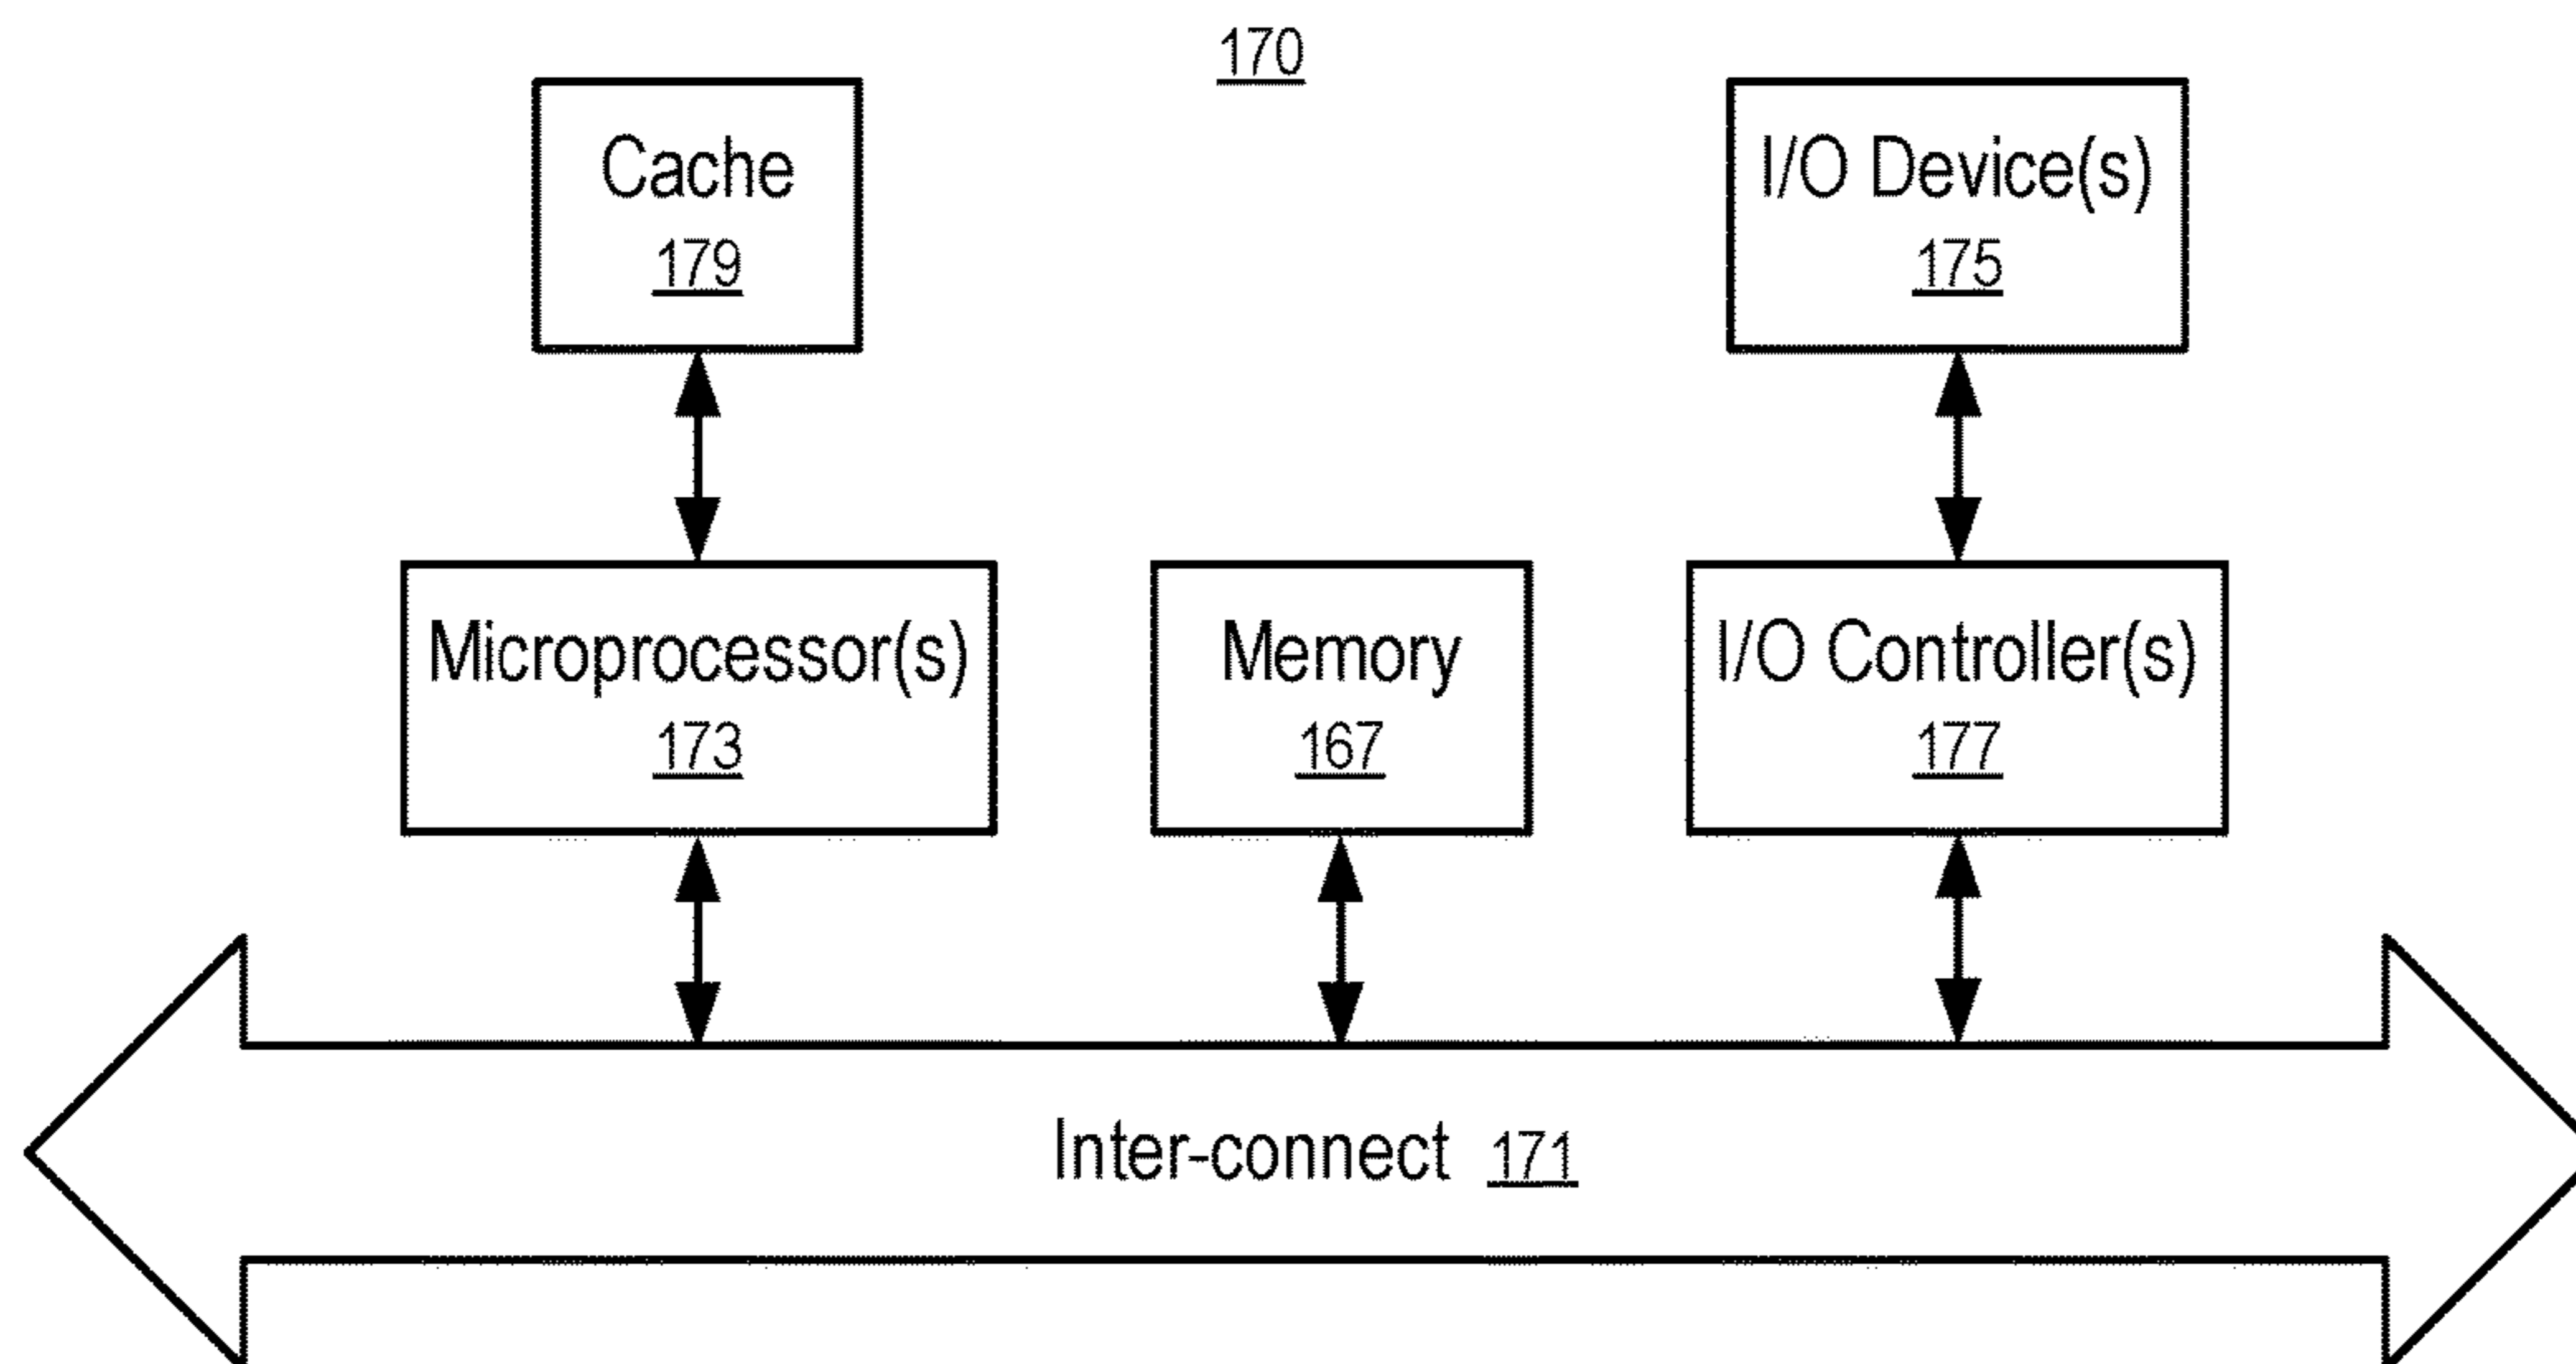 170
Cache
179
I/O Device(s)
175
Microprocessor(s)
173
Memory
167
I/O Controller(s)
177
Inter-connect 171